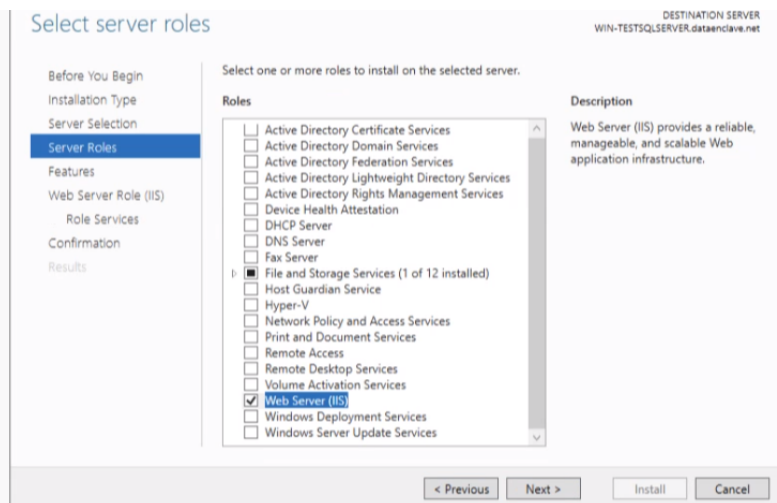 Select server roles
DESTINATION SERVER
WIN-TESTSQLSERVER.dataenclave.net
Before You Begin
Installation Type
Server Selection
Server Roles
Features
Web Server Role (IIS)
Role Services
Confirmation
Results
Select one or more roles to install on the selected server.
Roles
Active Directory Certificate Services
Active Directory Domain Services
Active Directory Federation Services
Active Directory Lightweight Directory Services
Active Directory Rights Management Services
Device Health Attestation
DHCP Server
DNS Server
Fax Server
File and Storage Services (1 of 12 installed)
Host Guardian Service
Hyper-V
Network Policy and Access Services
Print and Document Services
Remote Access
Remote Desktop Services
Volume Activation Services
Web Server (IIS)
Windows Deployment Services
Windows Server Update Services
Description
Web Server (IIS) provides a reliable,
manageable, and scalable Web
application infrastructure.
< Previous
Next >
Install
Cancel